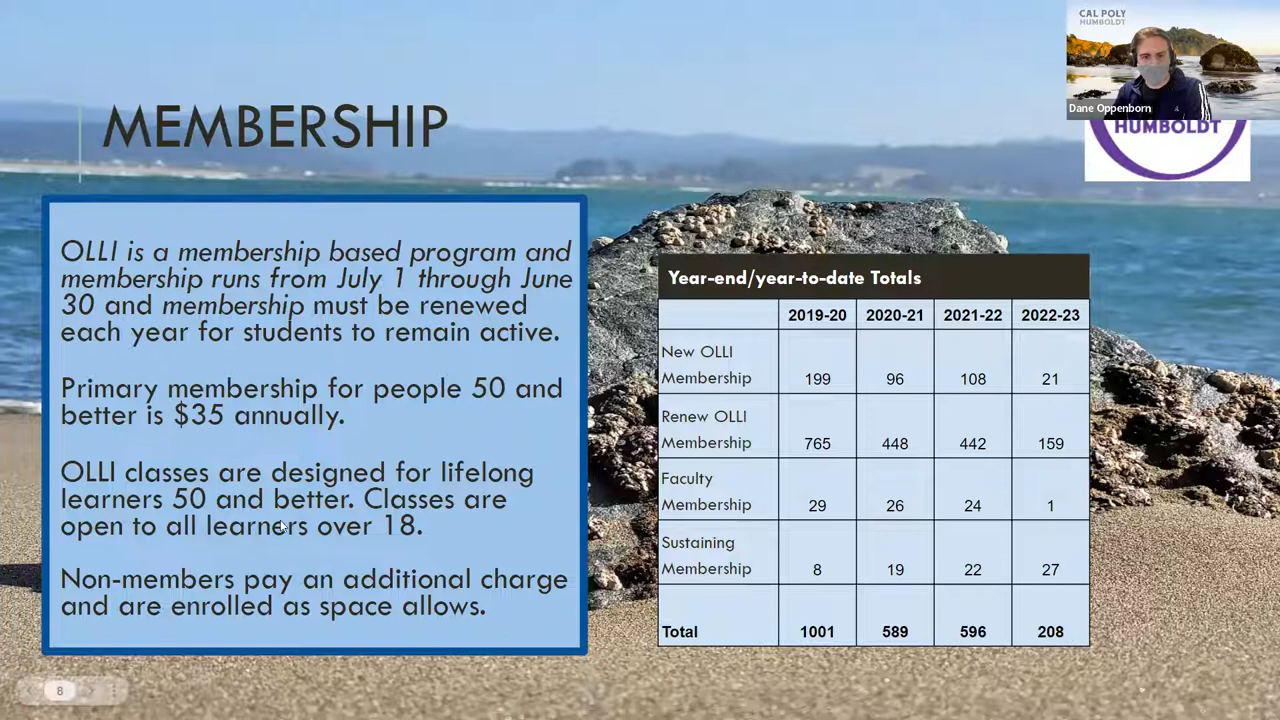 CAL POLY
HUMBOLDT
Dane Oppenborn
HUMBOLDT
MEMBERSHIP
OLLI is a membership based program and
membership runs from July 1 through June
30 and membership must be renewed
each year for students to remain active.
Primary membership for people 50 and
better is $35 annually.
OLLI classes are designed for lifelong
learners 50 and better. Classes are
open to all learners over 18.
Non-members pay an additional charge
and are enrolled as space allows.
Year-end/year-to-date Totals
2019-20 2020-21 2021-22 2022-23
New OLLI
Membership 199 96 108 21
Renew OLLI
Membership 765 448 442 159
Faculty
Membership 29 26 24 1
Sustaining
Membership 8 19 22 27
Total 1001 589 596 208
8